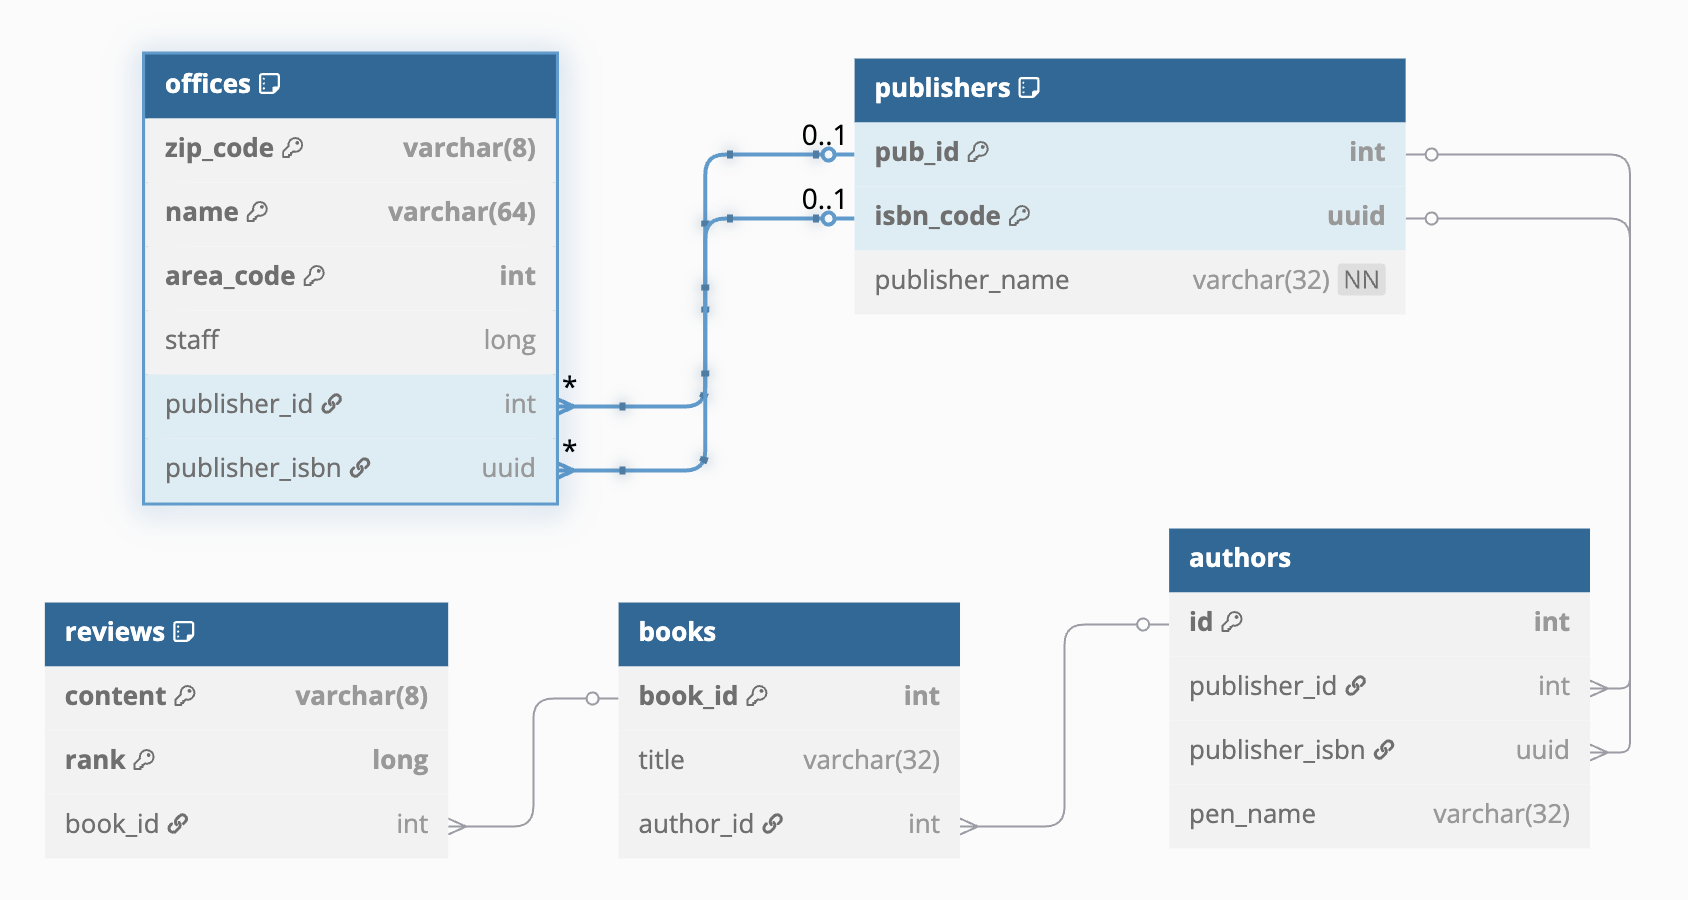 offices
zip_code varchar(8)
name varchar(64)
area_code int
staff long
publisher_id int
publisher_isbn uuid
*
*
0..1
0..1
publishers
pub_id int
isbn_code uuid
publisher_name varchar(32) NN
reviews
content varchar(8)
rank long
book_id int
books
book_id int
title varchar(32)
author_id int
authors
id int
publisher_id int
publisher_isbn uuid
pen_name varchar(32)